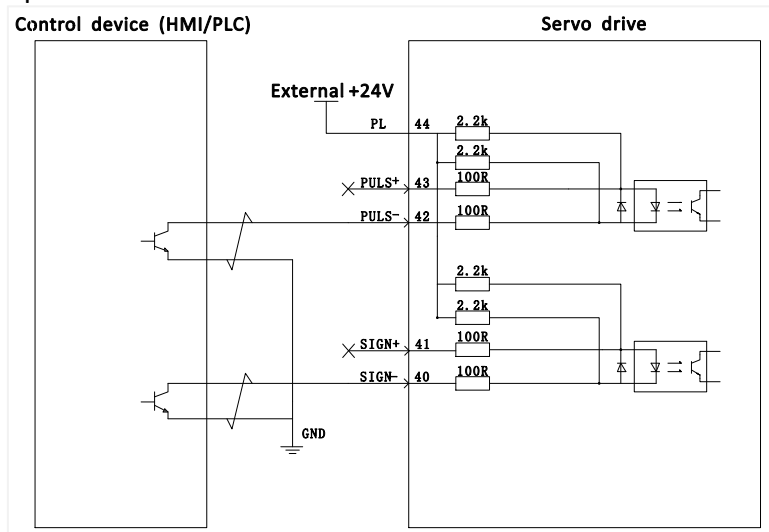 Control device (HMI/PLC)
Servo drive
External +24V
PL 44 2.2k
2.2k
PULS+ 43 100R
PULS- 42 100R
2.2k
2.2k
SIGN+ 41 100R
SIGN- 40 100R
GND